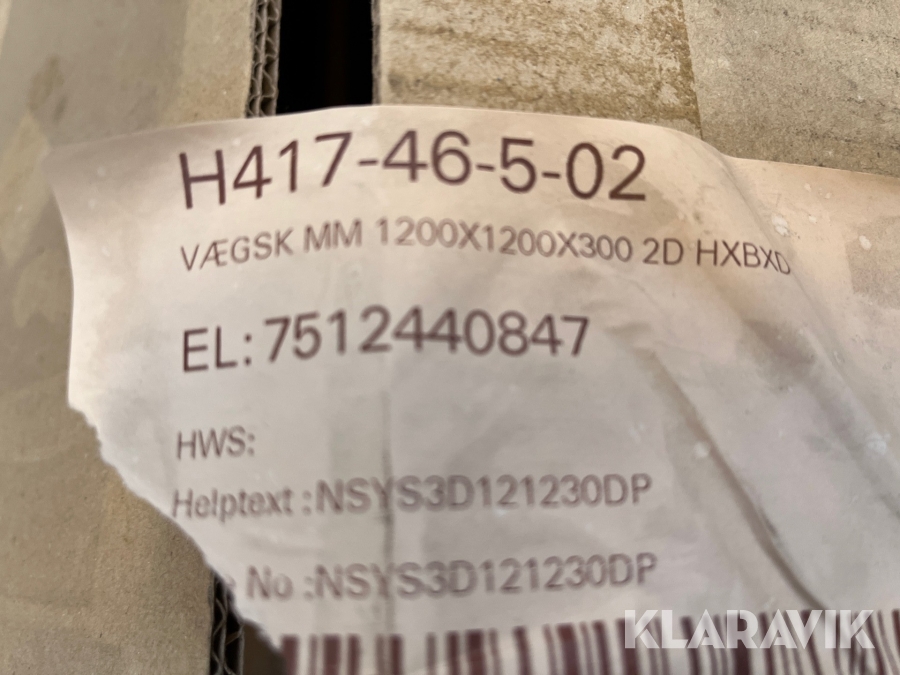 H417-46-5-02
VÆGSK MM 1200X1200X300 2D HXBXD
EL:7512440847
HWS:
Helptext :NSYS3D121230DP
No :NSYS3D121230DP
KLARAVIK